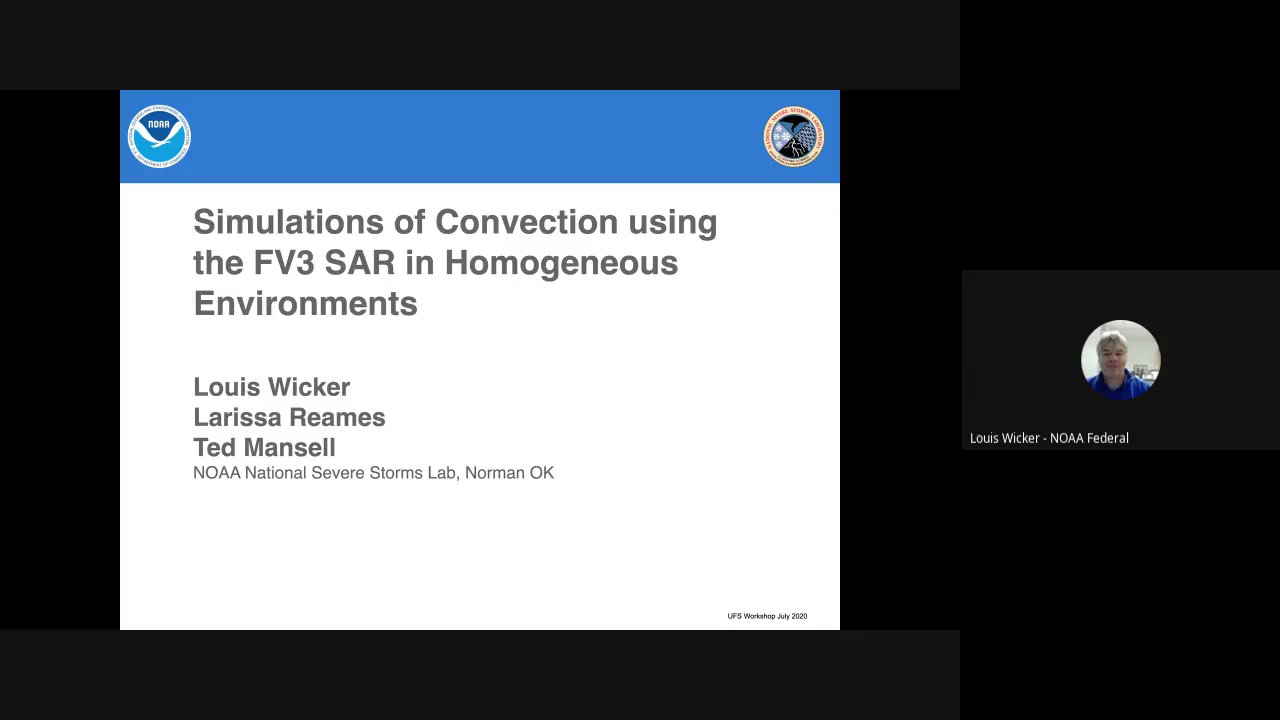 NOAA
Simulations of Convection using
the FV3 SAR in Homogeneous
Environments
Louis Wicker
Larissa Reames
Ted Mansell
NOAA National Severe Storms Lab, Norman OK
UFS Workshop July 2020
Louis Wicker - NOAA Federal